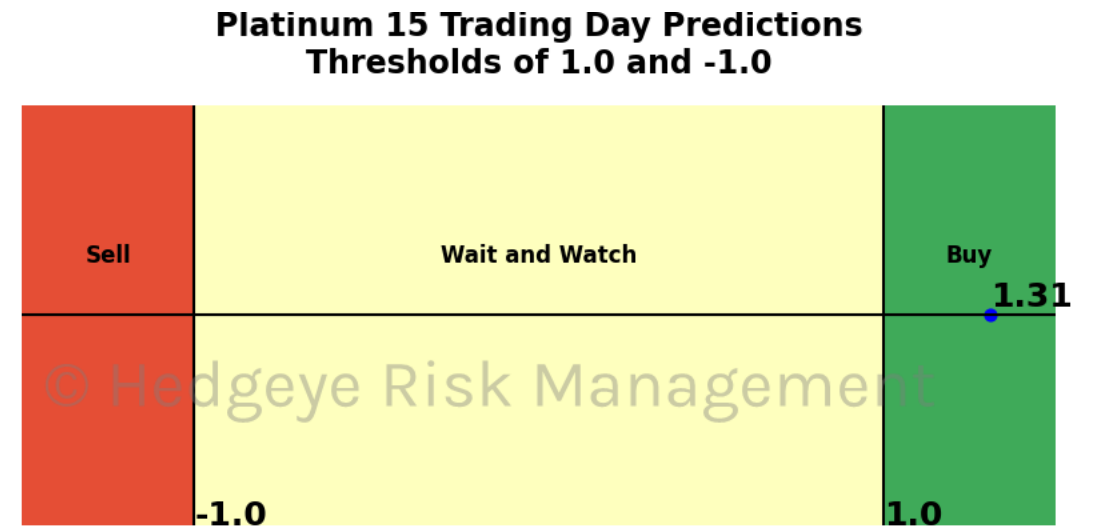 Platinum 15 Trading Day Predictions
Thresholds of 1.0 and -1.0
Sell
Wait and Watch
Buy
1.31
© Hedgeye Risk Management
-1.0
1.0